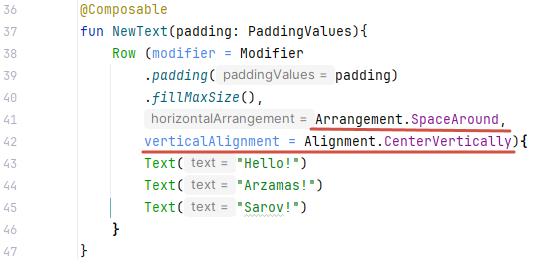 36 @Composable
37 fun NewText(padding: PaddingValues){
38 Row (modifier = Modifier
39 .padding( paddingValues = padding)
40 .fillMaxSize(),
41 horizontalArrangement = Arrangement.SpaceAround,
42 verticalAlignment = Alignment.CenterVertically){
43 Text( text = "Hello!")
44 Text( text = "Arzamas!")
45 Text( text = "Sarov!")
46 }
47 }